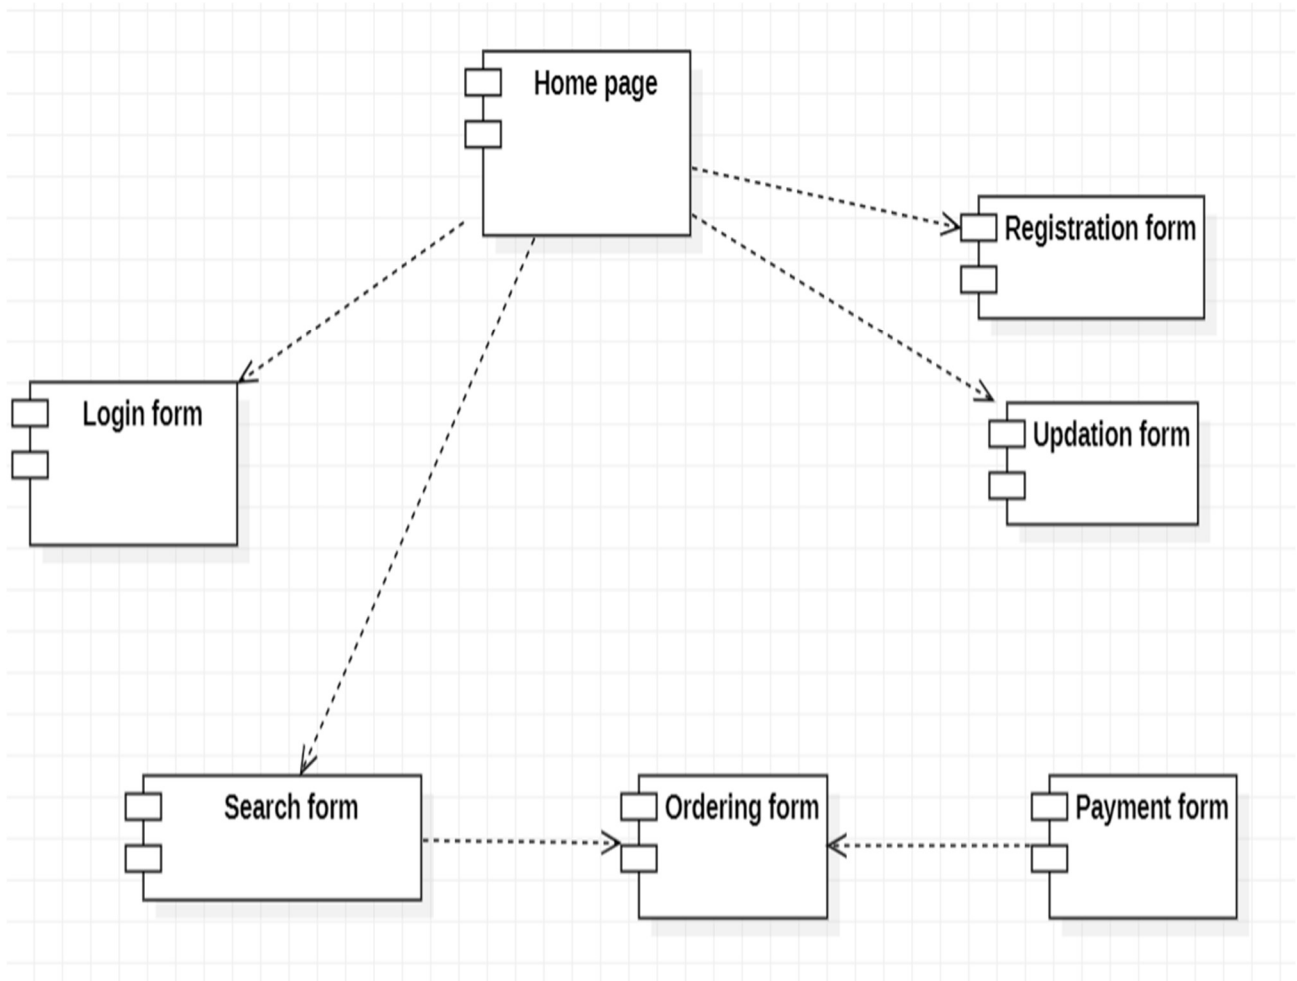 Home page
Registration form
Login form
Updation form
Search form
Ordering form
Payment form